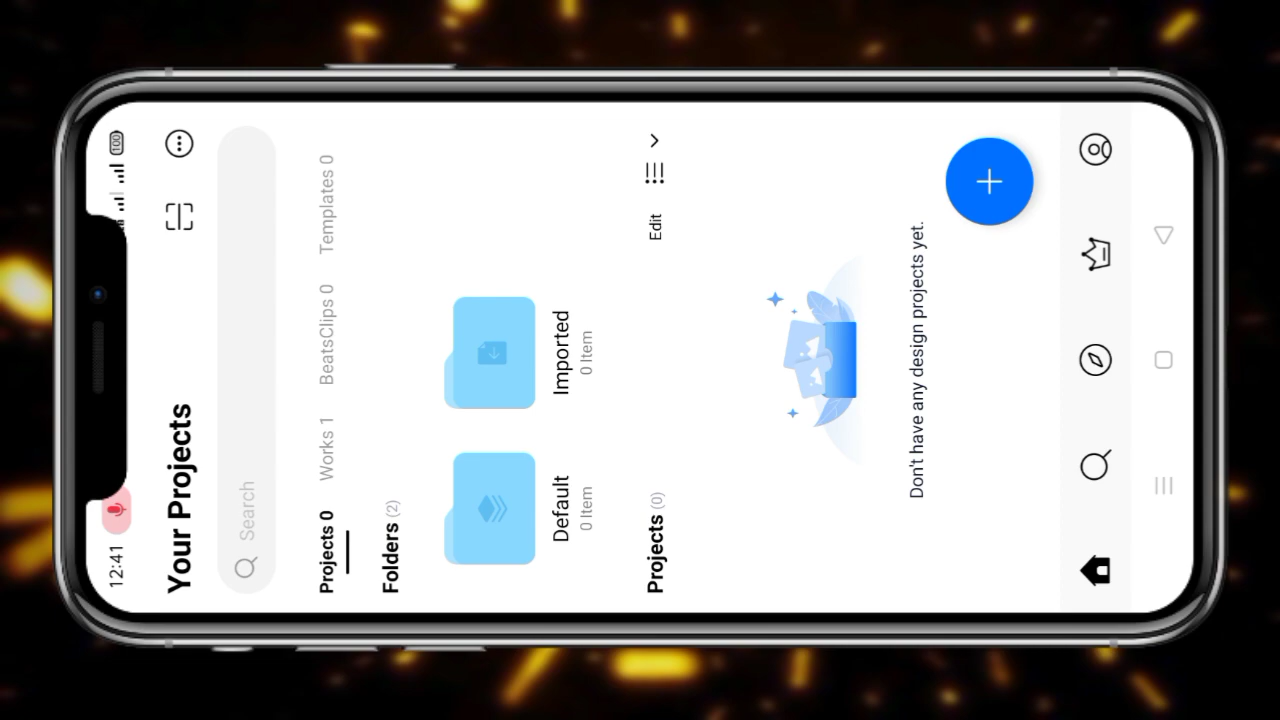 12:41
100
Your Projects
Search
Projects 0 Works 1 BeatsClips 0 Templates 0
Folders (2)
Default Imported
0 Item 0 Item
Projects (0) Edit
Don't have any design projects yet.